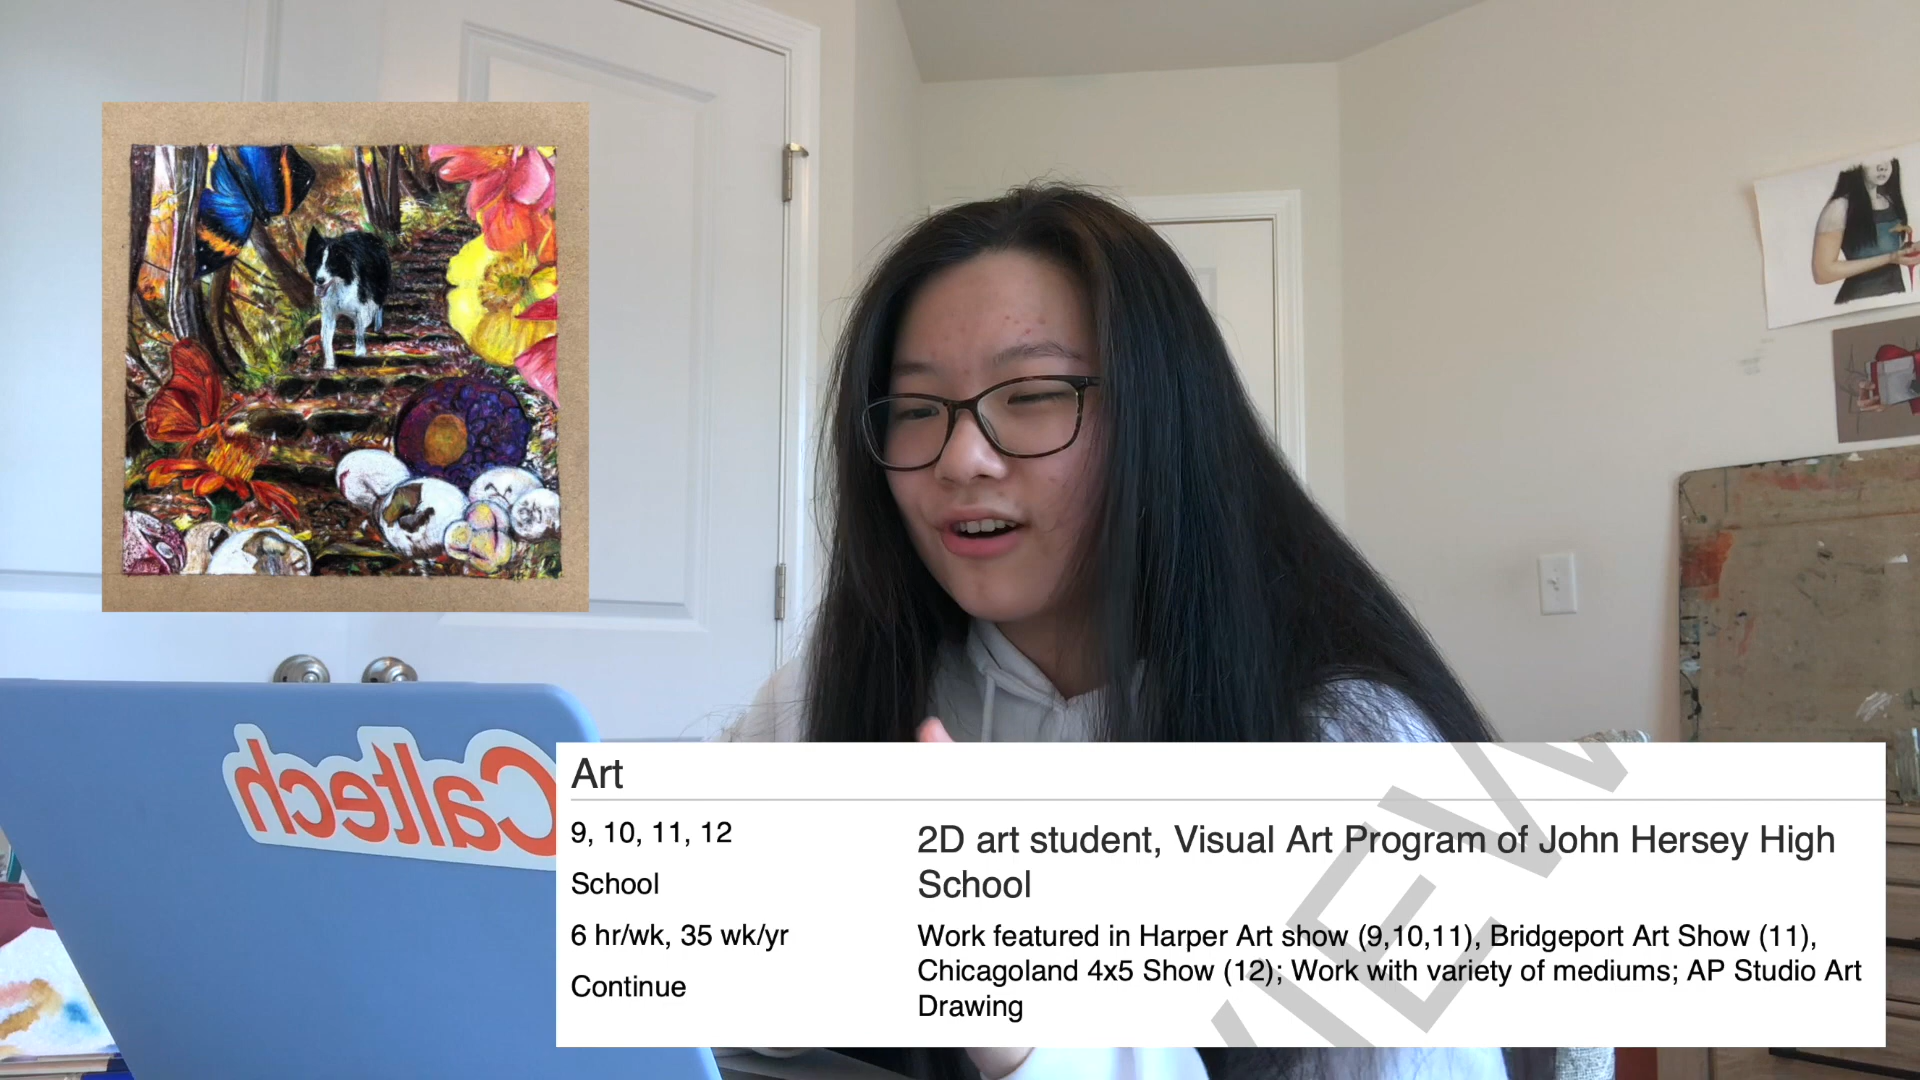 Caltech
Art
9, 10, 11, 12
School
6 hr/wk, 35 wk/yr
Continue
2D art student, Visual Art Program of John Hersey High
School
Work featured in Harper Art show (9,10,11), Bridgeport Art Show (11),
Chicagoland 4x5 Show (12); Work with variety of mediums; AP Studio Art
Drawing
VIEW